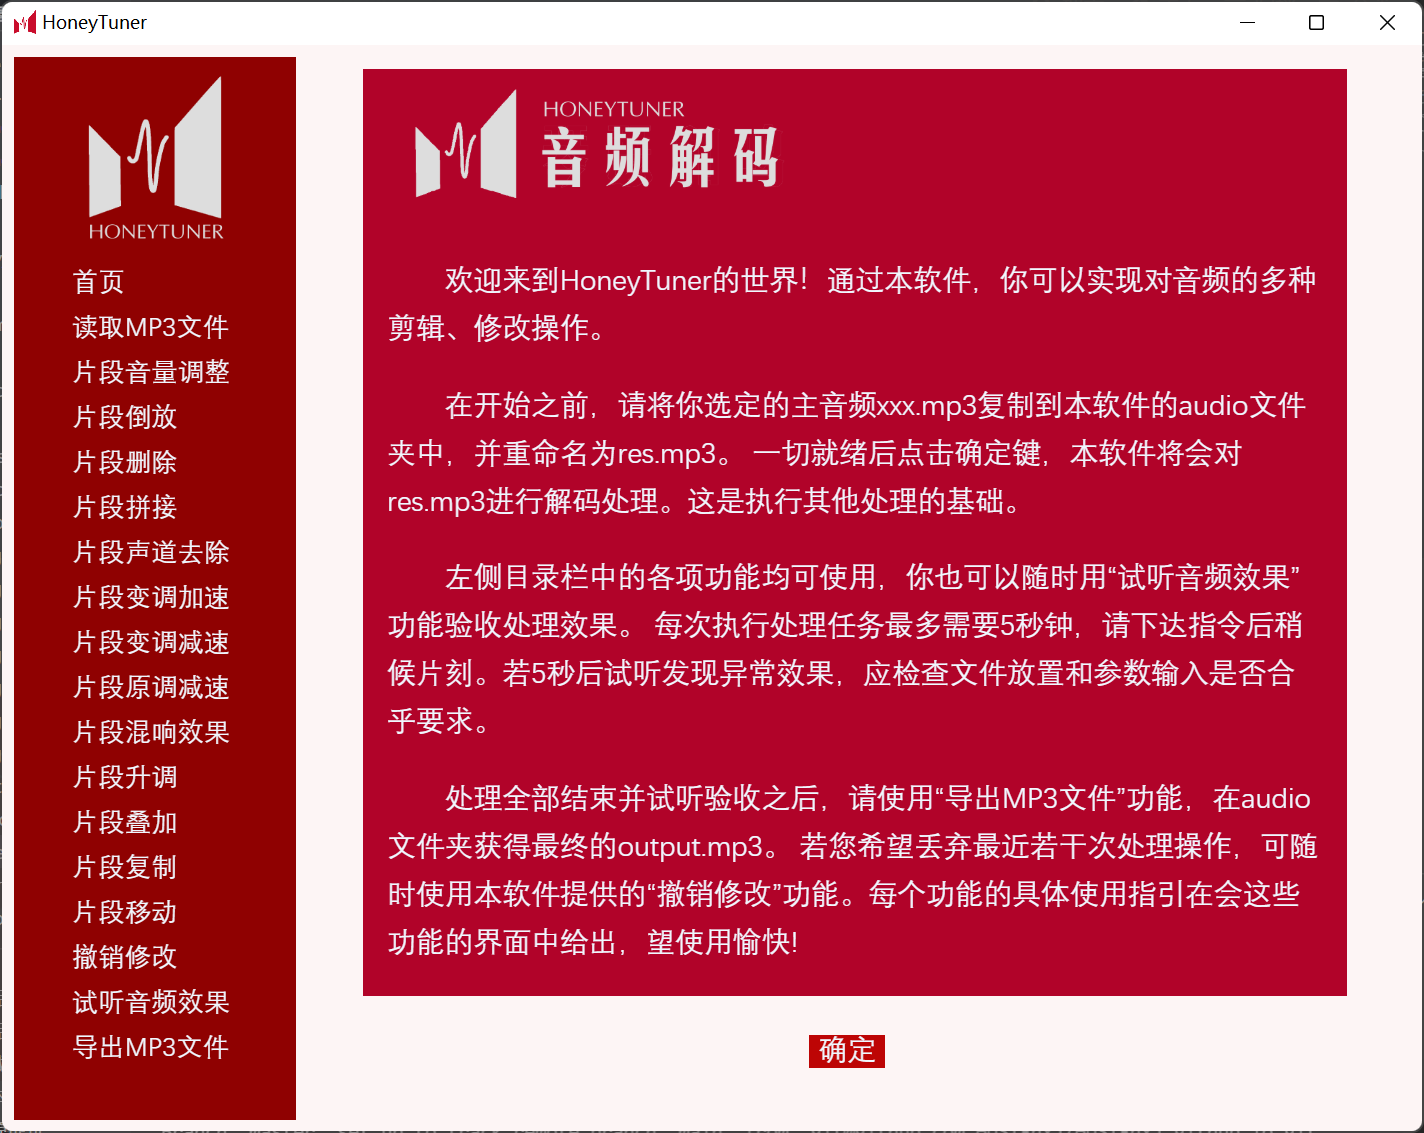 HoneyTuner
HONEYTUNER
首页
读取MP3文件
片段音量调整
片段倒放
片段删除
片段拼接
片段声道去除
片段变调加速
片段变调减速
片段原调减速
片段混响效果
片段升调
片段叠加
片段复制
片段移动
撤销修改
试听音频效果
导出MP3文件
HONEYTUNER
音频解码
欢迎来到HoneyTuner的世界！通过本软件，你可以实现对音频的多种
剪辑、修改操作。
在开始之前，请将你选定的主音频xxx.mp3复制到本软件的audio文件
夹中，并重命名为res.mp3。 一切就绪后点击确定键，本软件将会对
res.mp3进行解码处理。这是执行其他处理的基础。
左侧目录栏中的各项功能均可使用，你也可以随时用“试听音频效果”
功能验收处理效果。 每次执行处理任务最多需要5秒钟，请下达指令后稍
候片刻。若5秒后试听发现异常效果，应检查文件放置和参数输入是否合
乎要求。
处理全部结束并试听验收之后，请使用“导出MP3文件”功能，在audio
文件夹获得最终的output.mp3。 若您希望丢弃最近若干次处理操作，可随
时使用本软件提供的“撤销修改”功能。每个功能的具体使用指引在会这些
功能的界面中给出，望使用愉快!
确定